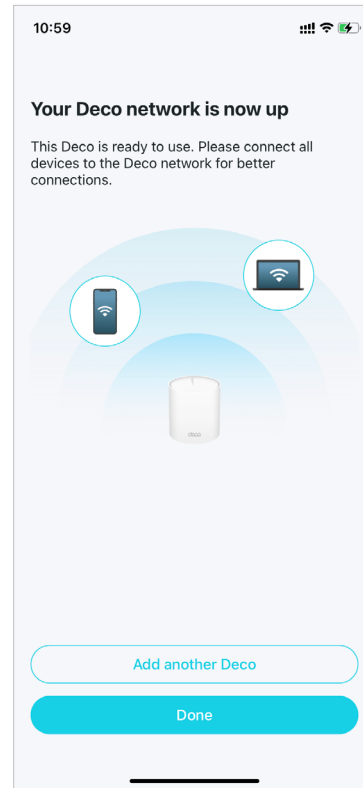 10:59
Your Deco network is now up
This Deco is ready to use. Please connect all
devices to the Deco network for better
connections.
deco
Add another Deco
Done